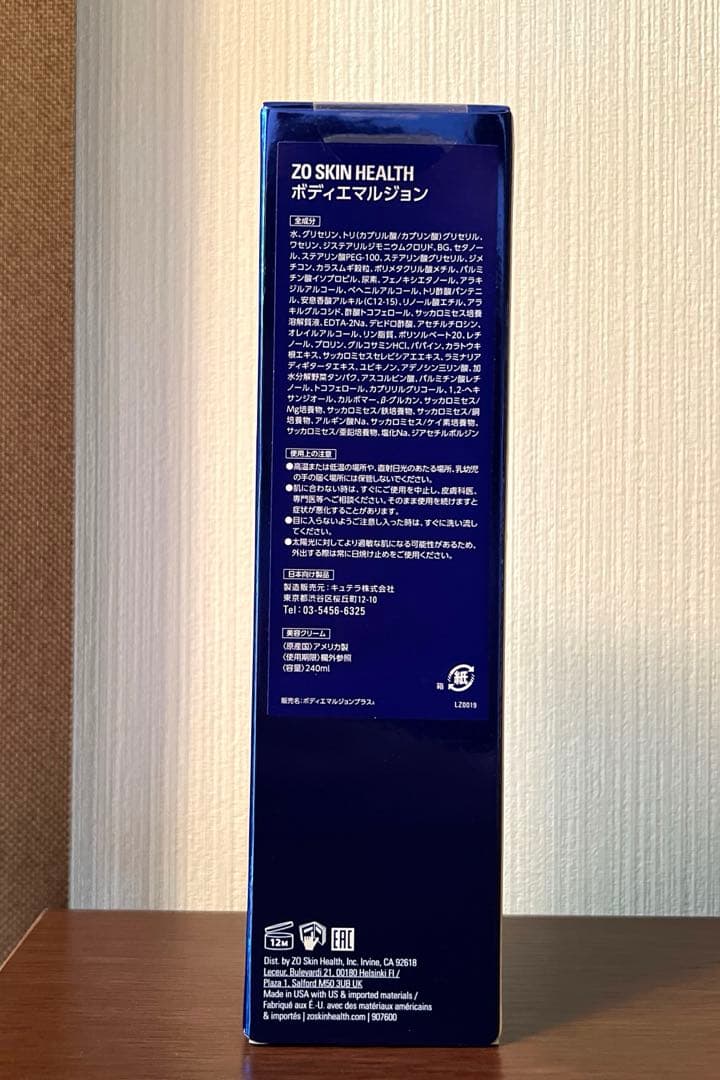 ZO SKIN HEALTH
ボディエマルジョン
全成分
水、グリセリン、トリ(カプリル酸/カプリン酸)グリセリル、
ワセリン、ジステアリルジモニウムクロリド、BG、セタノー
ル、ステアリン酸PEG-100、ステアリン酸グリセリル、ジメ
チコン、カラスムギ穀粒、ポリメタクリル酸メチル、パルミ
チン酸イソプロピル、尿素、フェノキシエタノール、アラキ
ジルアルコール、ベヘニルアルコール、トリ酢酸パンテニ
ル、安息香酸アルキル(C12-15)、リノール酸エチル、アラ
キルグルコシド、酢酸トコフェロール、サッカロミセス培養
溶解質液、EDTA-2Na、デヒドロ酢酸、アセチルチロシン、
オレイルアルコール、リン脂質、ポリソルベート20、レチ
ノール、プロリン、グルコサミンHCl、パパイン、カラトウキ
根エキス、サッカロミセスセレビシアエエキス、ラミナリア
ディギタータエキス、ユビキノン、アデノシン三リン酸、加
水分解野菜タンパク、アスコルビン酸、パルミチン酸レチ
ノール、トコフェロール、カプリリルグリコール、1,2-ヘキ
サンジオール、カルボマー、β-グルカン、サッカロミセス/
Mg培養物、サッカロミセス/鉄培養物、サッカロミセス/銅
培養物、アルギン酸Na、サッカロミセス/ケイ素培養物、
サッカロミセス/亜鉛培養物、塩化Na、ジアセチルボルジン
使用上の注意
●高温または低温の場所や、直射日光のあたる場所、乳幼児
の手の届く場所には保管しないでください。
●肌に合わない時は、すぐにご使用を中止し、皮膚科医、
専門医等へご相談ください。そのまま使用を続けますと
症状が悪化することがあります。
●目に入らないようご注意し入った時は、すぐに洗い流し
てください。
●太陽光に対してより過敏な肌になる可能性があるため、
外出する際は常に日焼け止めをご使用ください。
日本向け製品
製造販売元:キュテラ株式会社
東京都渋谷区桜丘町12-10
Tel:03-5456-6325
美容クリーム
〈原産国〉アメリカ製
〈使用期限〉欄外参照
〈容量〉240ml
箱 紙
販売名:ボディエマルジョンプラスa
LZ0019
12M
EAC
Dist. by ZO Skin Health, Inc. Irvine, CA 92618
Leceur, Bulevardi 21, 00180 Helsinki FI /
Plaza 1, Salford M50 3UB UK
Made in USA with US & imported materials /
Fabriqué aux É.-U. avec des matériaux américains
& importés | zoskinhealth.com | 907600